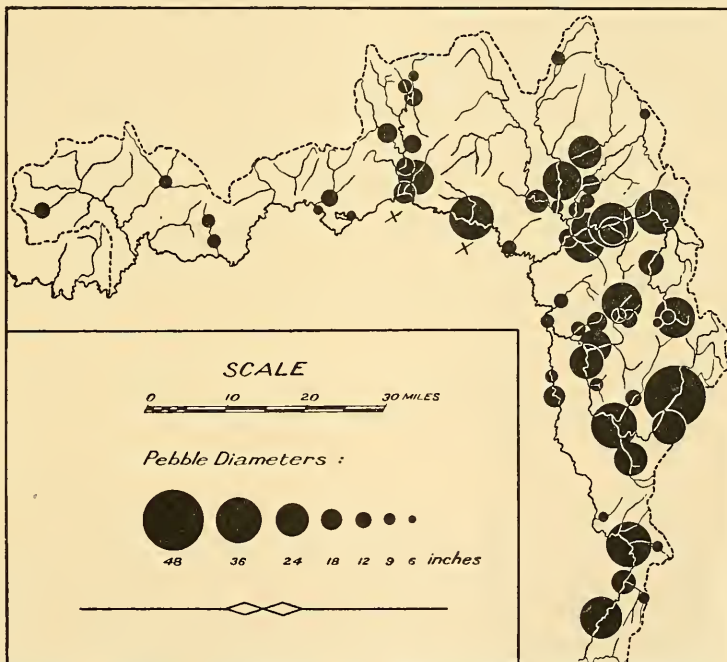 X
X
SCALE
0 10 20 30 MILES
Pebble Diameters :
48 36 24 18 12 9 6 inches